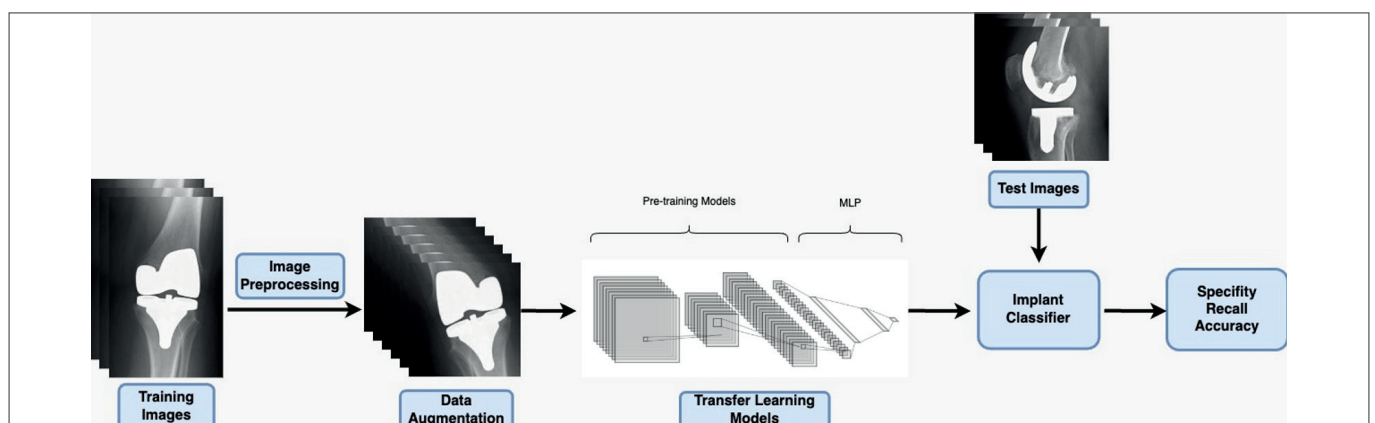 Test Images
Pre-training Models
MLP
Image
Preprocessing
Implant
Classifier
Specifity
Recall
Accuracy
Training
Images
Data
Augmentation
Transfer Learning
Models